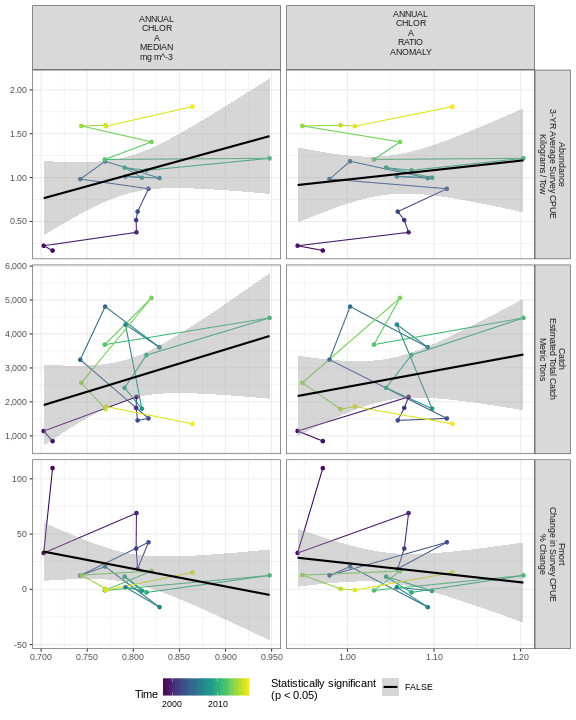 ANNUAL
CHLOR
A
MEDIAN
mg m^-3
ANNUAL
CHLOR
A
RATIO
ANOMALY
2.00
1.50
1.00
0.50
Abundance
3-YR Average Survey CPUE
Kilograms / Tow
6,000
5,000
4,000
3,000
2,000
1,000
Catch
Estimated Total Catch
Metric Tons
100
50
0
-50
Fmort
Change in Survey CPUE
% Change
0.700
0.750
0.800
0.850
0.900
0.950
1.00
1.10
1.20
Time
2000
2010
Statistically significant
(p < 0.05)
FALSE